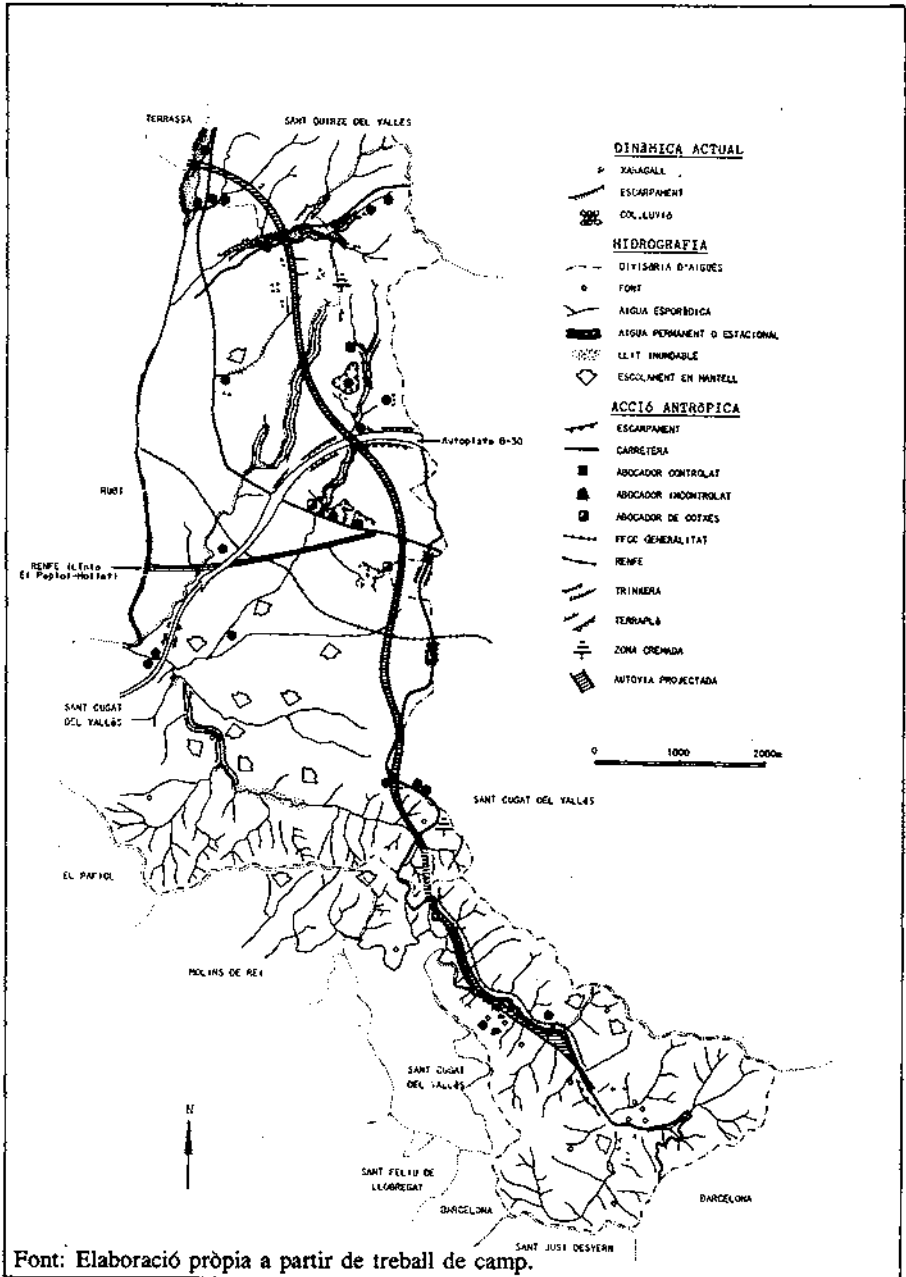 TERRASSA
SANT QUIRZE DEL VALLÈS
DINÀMICA ACTUAL
XARAGALL
ESCARPAMENT
COL.LUVIÓ
HIDROGRAFIA
DIVISÒRIA D'AIGÜES
FONT
AIGUA ESPORÀDICA
AIGUA PERMANENT O ESTACIONAL
LLIT INUNDABLE
ESCOLAMENT EN MANTELL
ACCIÓ ANTRÒPICA
ESCARPAMENT
CARRETERA
ABOCADOR CONTROLAT
ABOCADOR INCONTROLAT
ABOCADOR DE COTXES
FFCC GENERALITAT
RENFE
TRINXERA
TERRAPLÈ
ZONA CREMADA
AUTOVIA PROJECTADA
0 1000 2000m
Autopista B-30
RUBÍ
RENFE (Línia
El Papiol-Mollet)
SANT CUGAT
DEL VALLÈS
SANT CUGAT DEL VALLÈS
EL PAPIOL
MOLINS DE REI
SANT CUGAT
DEL VALLÈS
N
SANT FELIU DE
LLOBREGAT
BARCELONA
BARCELONA
SANT JUST DESVERN
Font: Elaboració pròpia a partir de treball de camp.